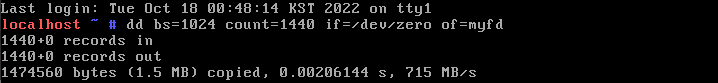 Last login: Tue Oct 18 00:48:14 KST 2022 on tty1
localhost ~ # dd bs=1024 count=1440 if=/dev/zero of=myfd
1440+0 records in
1440+0 records out
1474560 bytes (1.5 MB) copied, 0.00206144 s, 715 MB/s